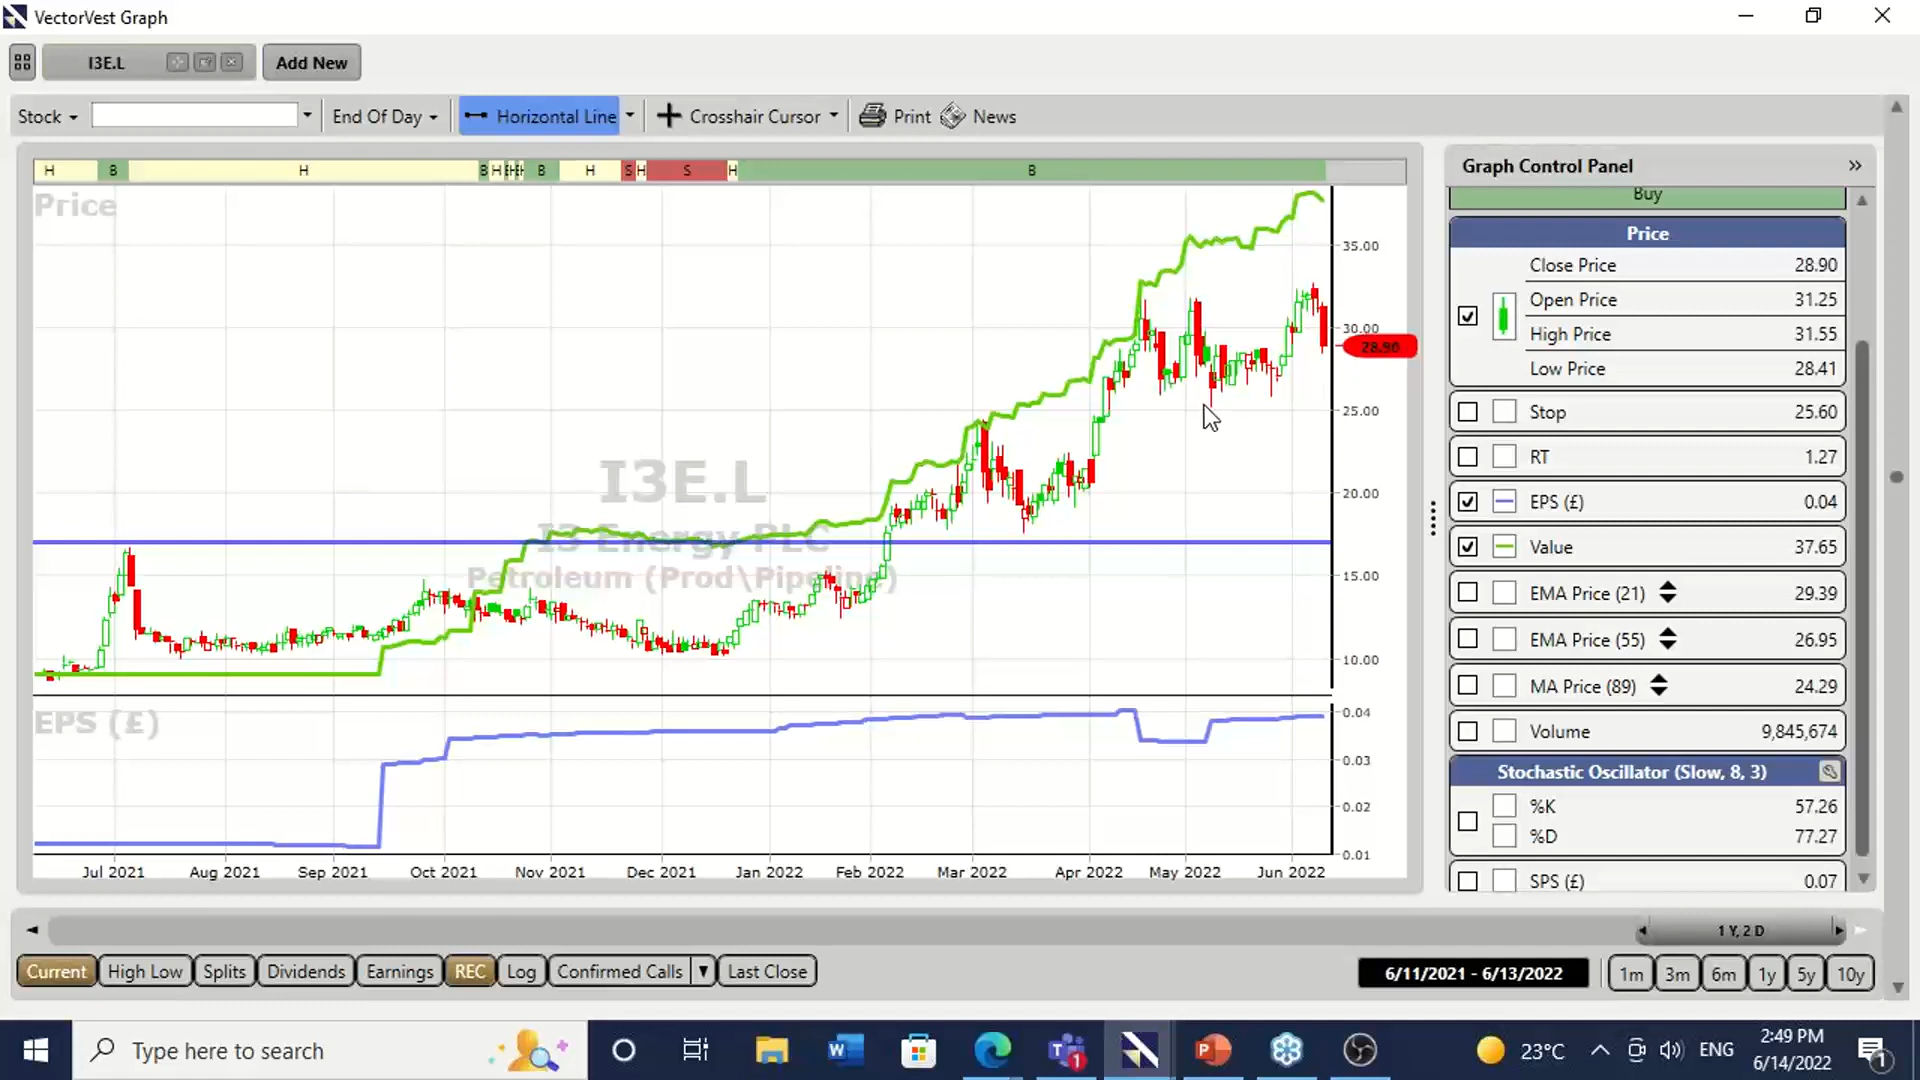 VectorVest Graph
I3E.L
Add New
Stock
End Of Day
Horizontal Line
Crosshair Cursor
Print
News
H B H B H B H S H S H B
Price
35.00
30.00
28.90
25.00
20.00
15.00
10.00
I3E.L
I3 Energy PLC
Petroleum (Prod\Pipeline)
EPS (£)
0.04
0.03
0.02
0.01
Jul 2021 Aug 2021 Sep 2021 Oct 2021 Nov 2021 Dec 2021 Jan 2022 Feb 2022 Mar 2022 Apr 2022 May 2022 Jun 2022
Graph Control Panel
Buy
Price
Close Price 28.90
Open Price 31.25
High Price 31.55
Low Price 28.41
Stop 25.60
RT 1.27
EPS (£) 0.04
Value 37.65
EMA Price (21) 29.39
EMA Price (55) 26.95
MA Price (89) 24.29
Volume 9,845,674
Stochastic Oscillator (Slow, 8, 3)
%K 57.26
%D 77.27
SPS (£) 0.07
1 Y, 2 D
Current High Low Splits Dividends Earnings REC Log Confirmed Calls Last Close
6/11/2021 - 6/13/2022
1m 3m 6m 1y 5y 10y
Type here to search
23°C
ENG
2:49 PM
6/14/2022